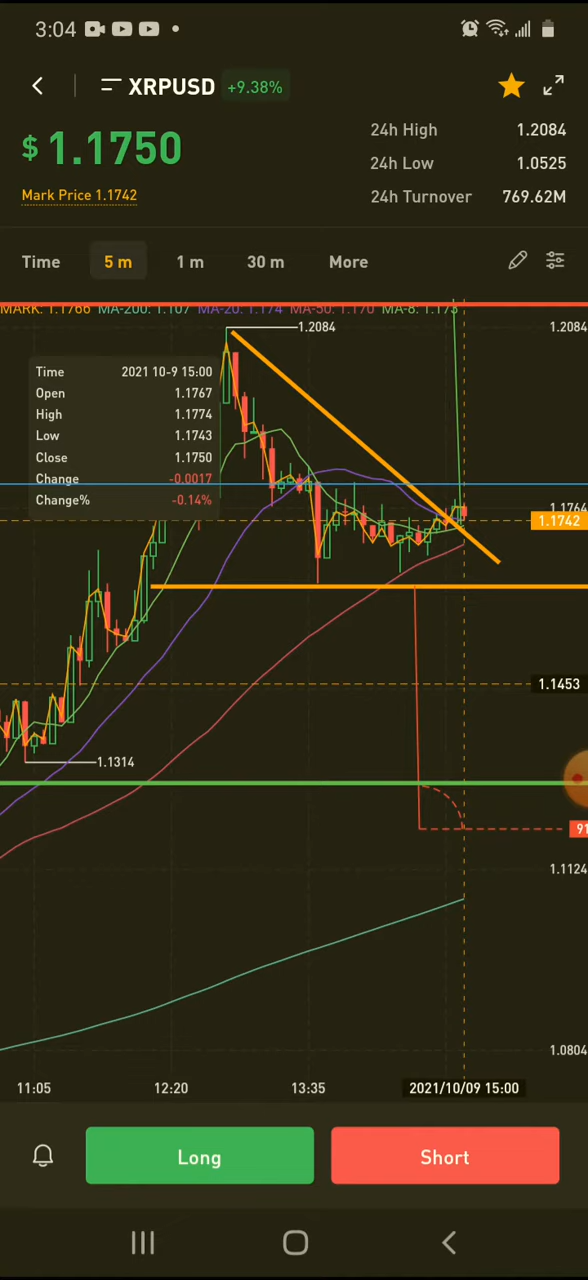 3:04
XRPUSD +9.38%
$ 1.1750
Mark Price 1.1742
24h High 1.2084
24h Low 1.0525
24h Turnover 769.62M
Time 5 m 1 m 30 m More
MARK: 1.1766 MA-200: 1.107 MA-20: 1.174 MA-50: 1.170 MA-8: 1.173
1.2084 1.2084
Time 2021 10-9 15:00
Open 1.1767
High 1.1774
Low 1.1743
Close 1.1750
Change -0.0017
Change% -0.14%
1.1764
1.1742
1.1453
1.1314
91
1.1124
1.0804
11:05 12:20 13:35 2021/10/09 15:00
Long Short